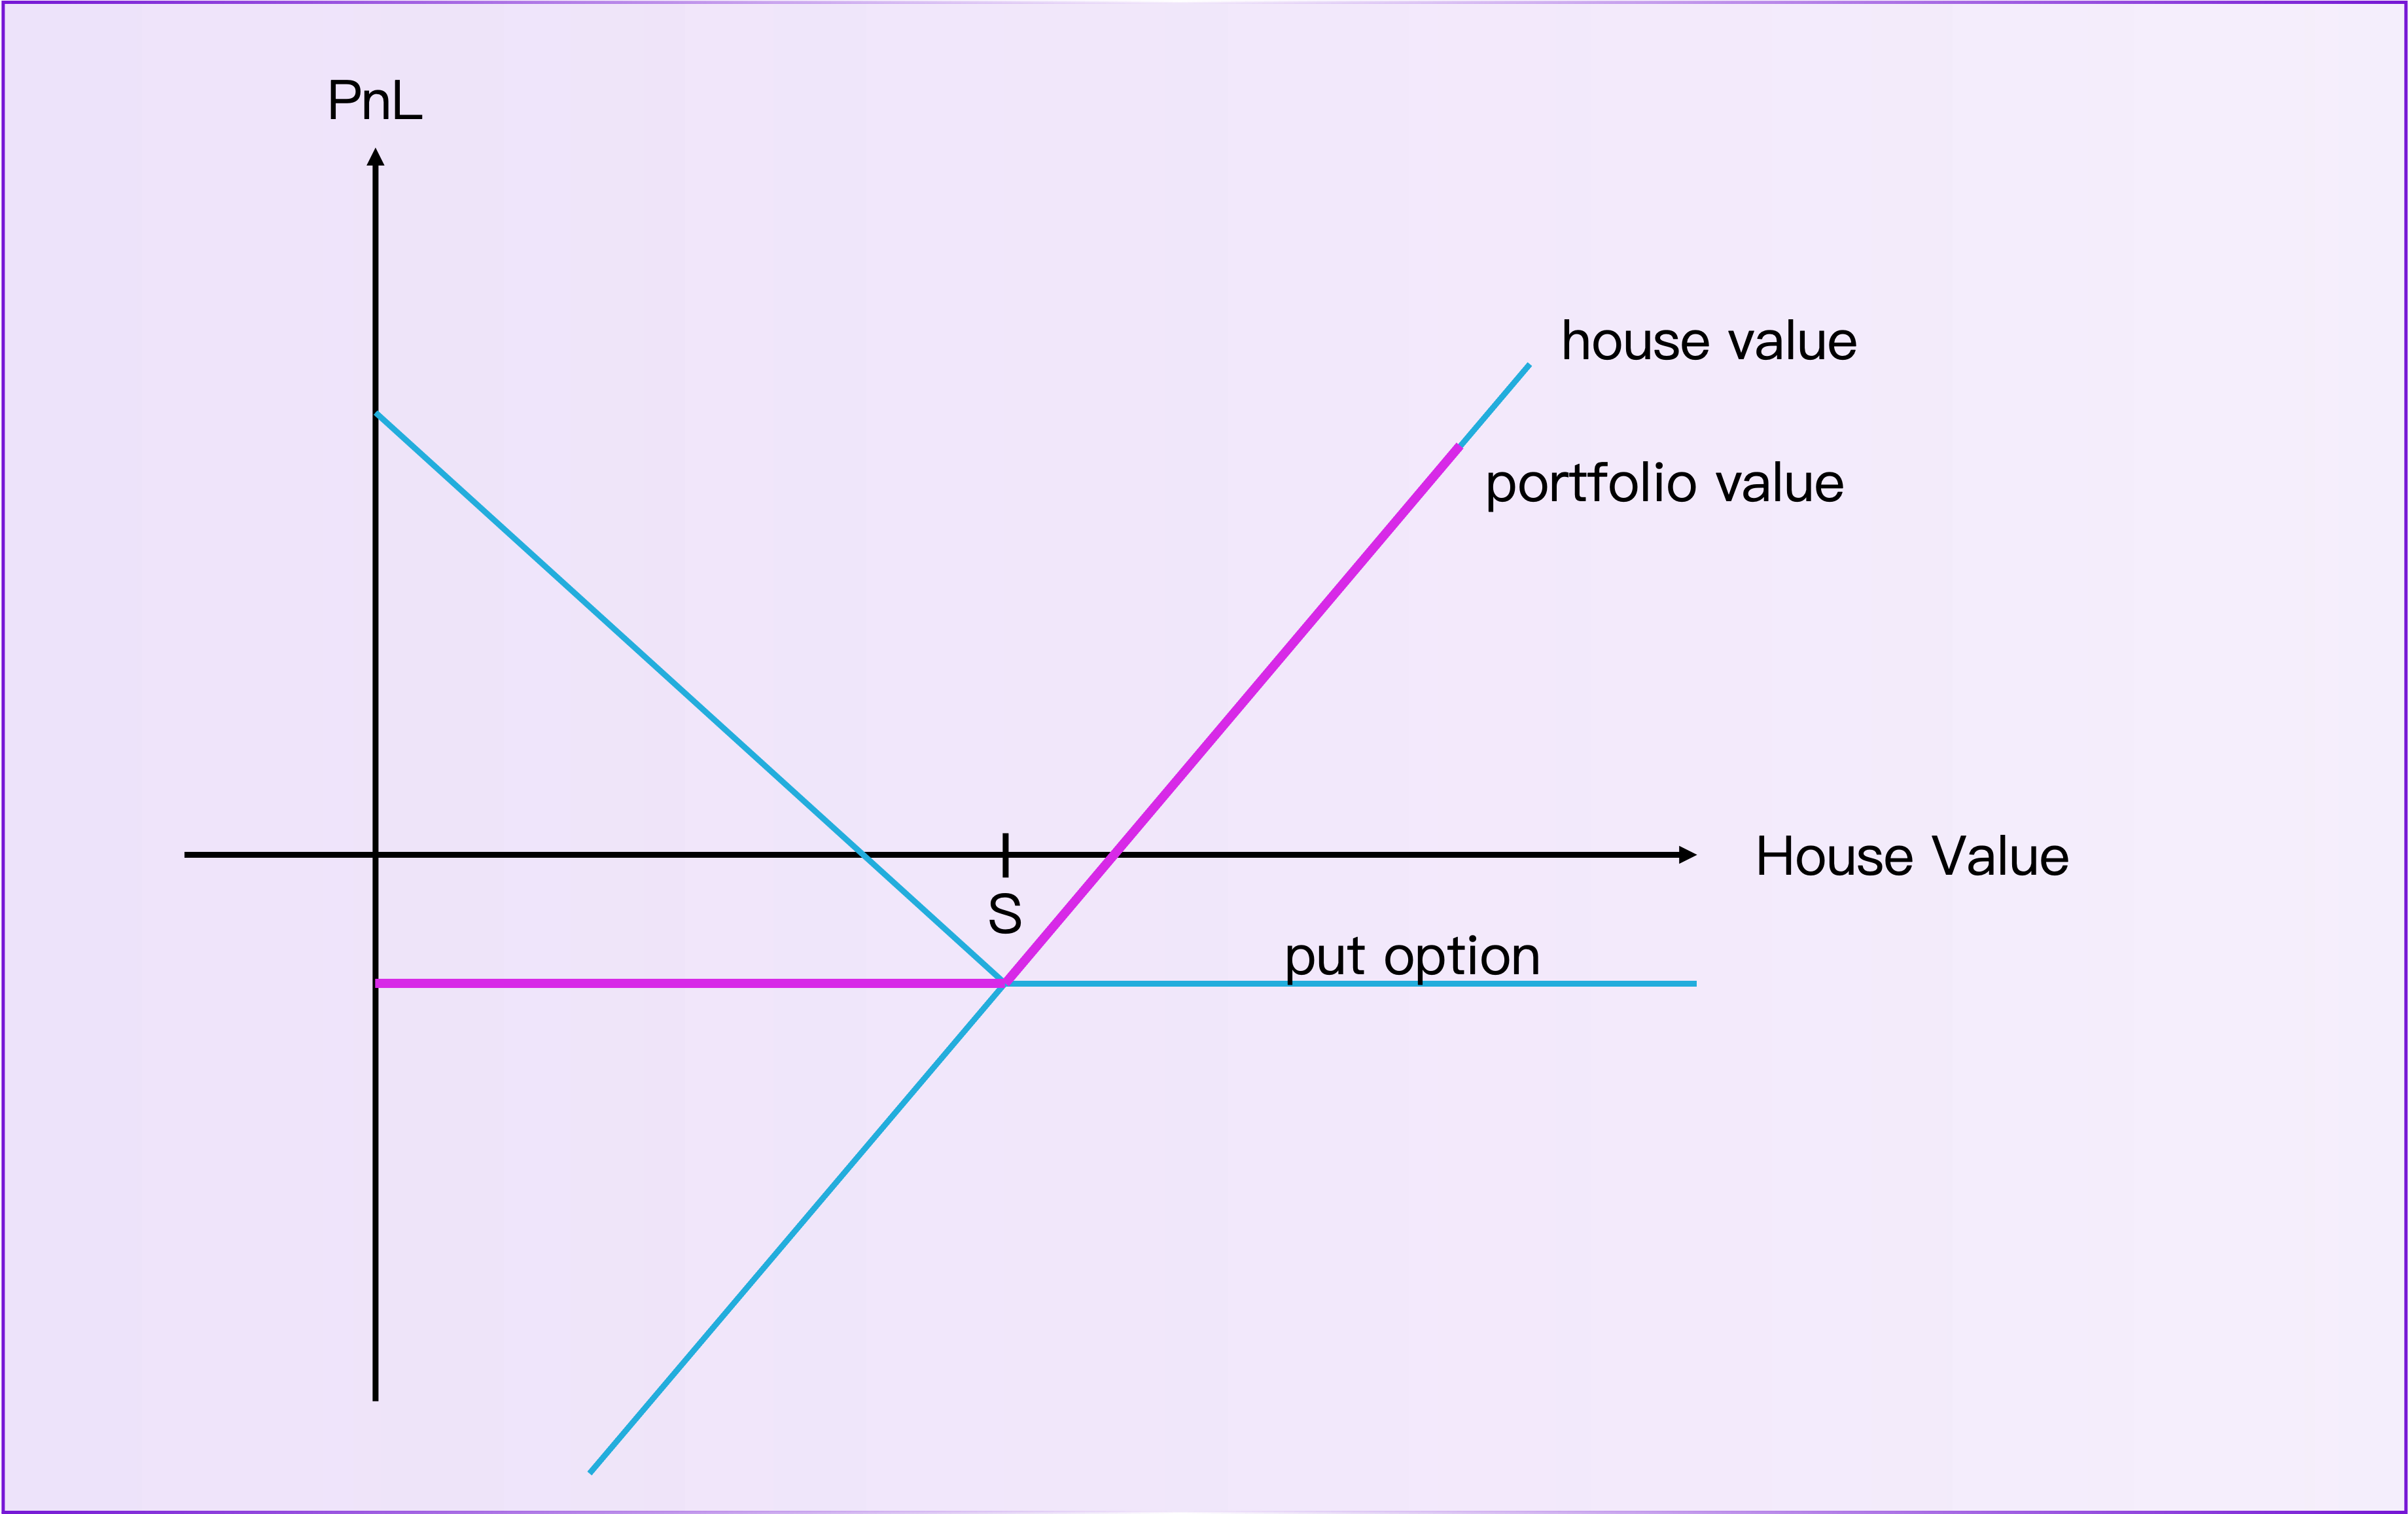 PnL
house value
portfolio value
House Value
S
put option